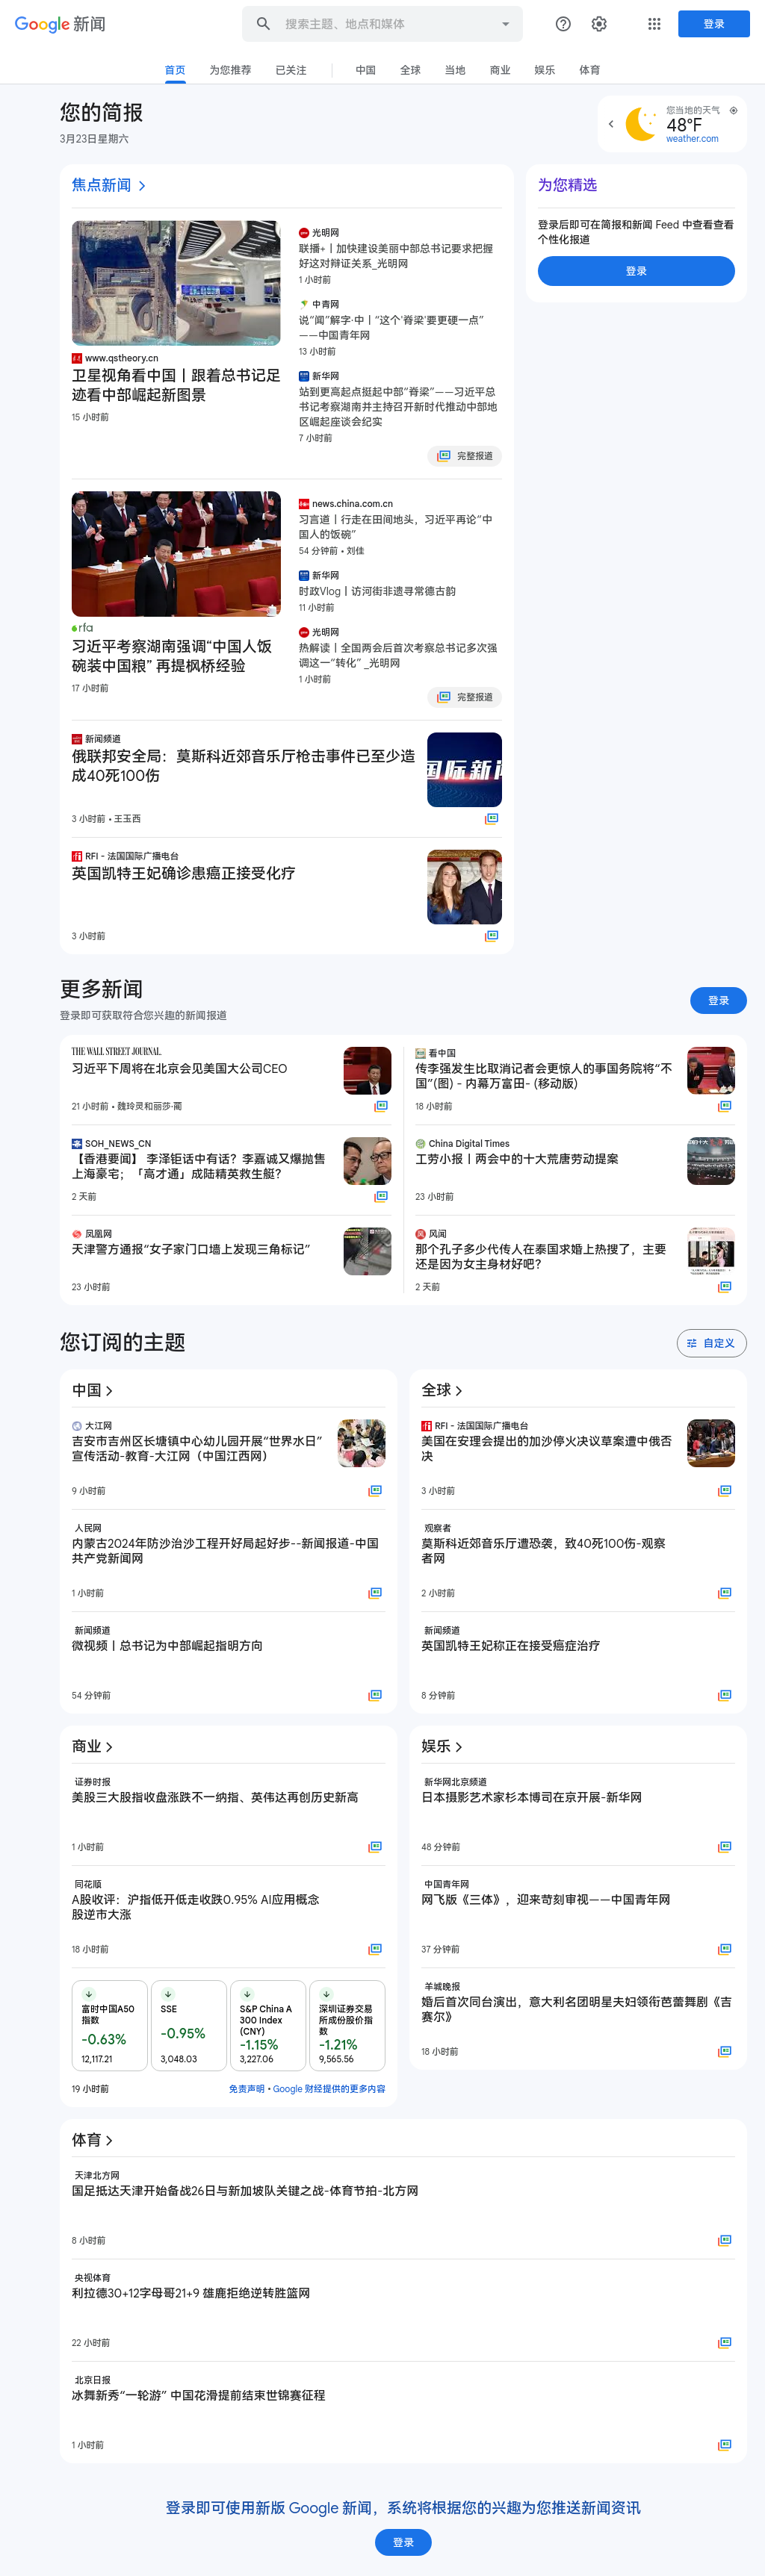 Google 新闻
搜索主题、地点和媒体
登录
首页
为您推荐
已关注
中国
全球
当地
商业
娱乐
体育
您的简报
3月23日星期六
您当地的天气
48°F
weather.com
焦点新闻
www.qstheory.cn
卫星视角看中国丨跟着总书记足
迹看中部崛起新图景
15 小时前
光明网
联播+丨加快建设美丽中部总书记要求把握
好这对辩证关系_光明网
1 小时前
中青网
说“闻”解字·中丨“这个‘脊梁’要更硬一点”
——中国青年网
13 小时前
新华网
站到更高起点挺起中部“脊梁”——习近平总
书记考察湖南并主持召开新时代推动中部地
区崛起座谈会纪实
7 小时前
完整报道
rfa
习近平考察湖南强调“中国人饭
碗装中国粮” 再提枫桥经验
17 小时前
news.china.com.cn
习言道丨行走在田间地头，习近平再论“中
国人的饭碗”
54 分钟前 • 刘佳
新华网
时政Vlog丨访河街非遗寻常德古韵
11 小时前
光明网
热解读丨全国两会后首次考察总书记多次强
调这一“转化” _光明网
1 小时前
完整报道
新闻频道
俄联邦安全局：莫斯科近郊音乐厅枪击事件已至少造
成40死100伤
3 小时前 • 王玉西
国际新闻
RFI - 法国国际广播电台
英国凯特王妃确诊患癌正接受化疗
3 小时前
为您精选
登录后即可在简报和新闻 Feed 中查看查看
个性化报道
登录
更多新闻
登录即可获取符合您兴趣的新闻报道
登录
THE WALL STREET JOURNAL.
习近平下周将在北京会见美国大公司CEO
21 小时前 • 魏玲灵和丽莎·蔺
看中国
传李强发生比取消记者会更惊人的事国务院将“不
国”(图) - 内幕万富田- (移动版)
18 小时前
SOH_NEWS_CN
【香港要闻】 李泽钜话中有话？李嘉诚又爆抛售
上海豪宅；「高才通」成陆精英救生艇？
2 天前
China Digital Times
工劳小报丨两会中的十大荒唐劳动提案
23 小时前
凤凰网
天津警方通报“女子家门口墙上发现三角标记”
23 小时前
风闻
那个孔子多少代传人在泰国求婚上热搜了，主要
还是因为女主身材好吧？
2 天前
您订阅的主题
自定义
中国
大江网
吉安市吉州区长塘镇中心幼儿园开展“世界水日”
宣传活动-教育-大江网（中国江西网）
9 小时前
人民网
内蒙古2024年防沙治沙工程开好局起好步--新闻报道-中国
共产党新闻网
1 小时前
新闻频道
微视频丨总书记为中部崛起指明方向
54 分钟前
全球
RFI - 法国国际广播电台
美国在安理会提出的加沙停火决议草案遭中俄否
决
3 小时前
观察者
莫斯科近郊音乐厅遭恐袭，致40死100伤-观察
者网
2 小时前
新闻频道
英国凯特王妃称正在接受癌症治疗
8 分钟前
商业
证券时报
美股三大股指收盘涨跌不一纳指、英伟达再创历史新高
1 小时前
同花顺
A股收评：沪指低开低走收跌0.95% AI应用概念
股逆市大涨
18 小时前
富时中国A50
指数
-0.63%
12,117.21
SSE
-0.95%
3,048.03
S&P China A
300 Index
(CNY)
-1.15%
3,227.06
深圳证券交易
所成份股价指
数
-1.21%
9,565.56
19 小时前
免责声明 • Google 财经提供的更多内容
娱乐
新华网北京频道
日本摄影艺术家杉本博司在京开展-新华网
48 分钟前
中国青年网
网飞版《三体》，迎来苛刻审视——中国青年网
37 分钟前
羊城晚报
婚后首次同台演出，意大利名团明星夫妇领衔芭蕾舞剧《吉
赛尔》
18 小时前
体育
天津北方网
国足抵达天津开始备战26日与新加坡队关键之战-体育节拍-北方网
8 小时前
央视体育
利拉德30+12字母哥21+9 雄鹿拒绝逆转胜篮网
22 小时前
北京日报
冰舞新秀“一轮游” 中国花滑提前结束世锦赛征程
1 小时前
登录即可使用新版 Google 新闻，系统将根据您的兴趣为您推送新闻资讯
登录